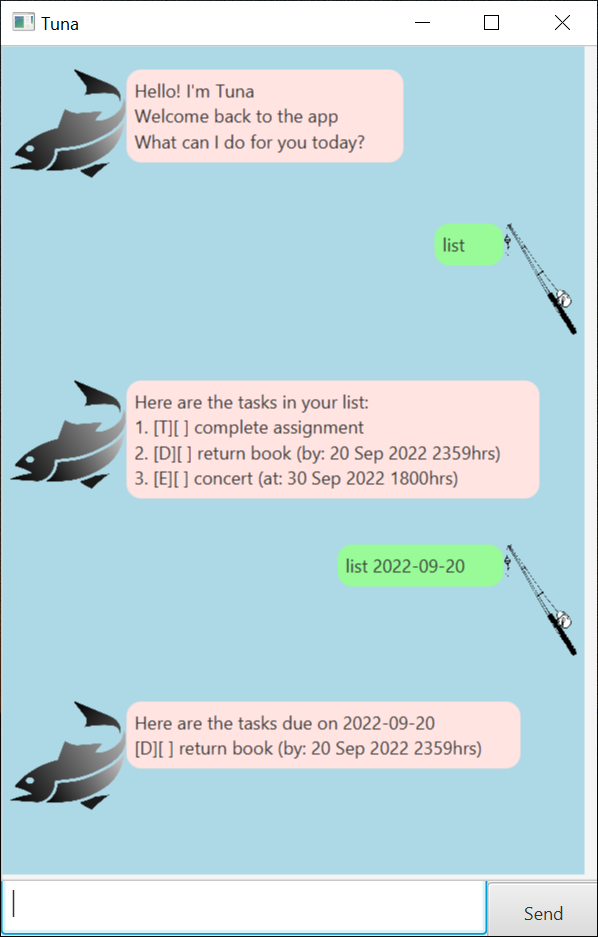 Tuna
Hello! I'm Tuna
Welcome back to the app
What can I do for you today?
list
Here are the tasks in your list:
1. [T][ ] complete assignment
2. [D][ ] return book (by: 20 Sep 2022 2359hrs)
3. [E][ ] concert (at: 30 Sep 2022 1800hrs)
list 2022-09-20
Here are the tasks due on 2022-09-20
[D][ ] return book (by: 20 Sep 2022 2359hrs)
Send